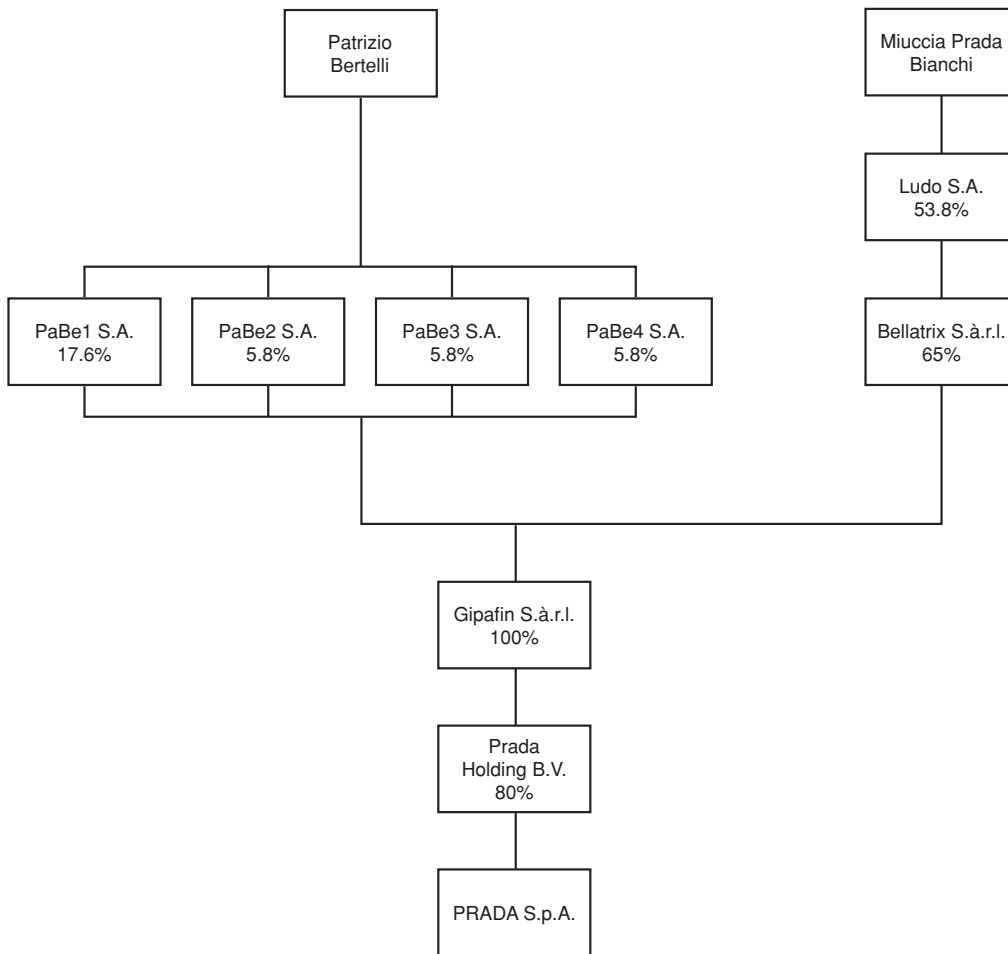 Patrizio
Bertelli
Miuccia Prada
Bianchi
Ludo S.A.
53.8%
PaBe1 S.A.
17.6%
PaBe2 S.A.
5.8%
PaBe3 S.A.
5.8%
PaBe4 S.A.
5.8%
Bellatrix S.à.r.l.
65%
Gipafin S.à.r.l.
100%
Prada
Holding B.V.
80%
PRADA S.p.A.